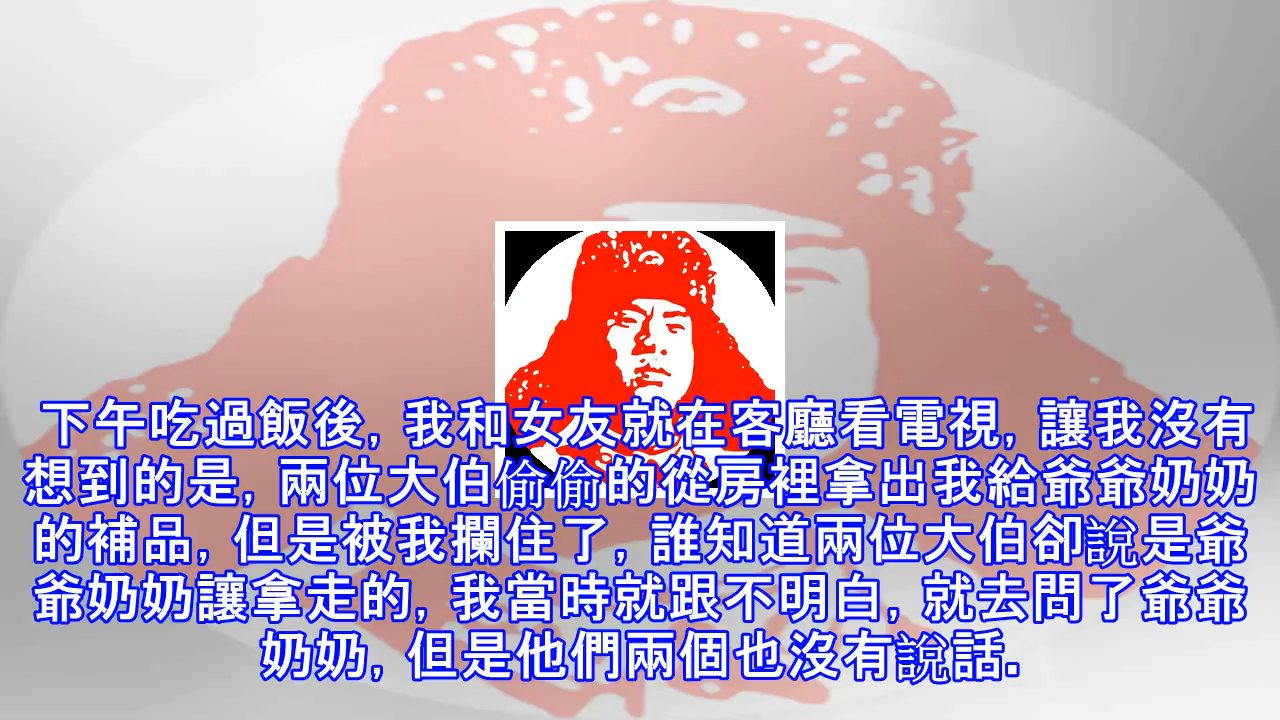 下午吃過飯後, 我和女友就在客廳看電視, 讓我沒有
想到的是, 兩位大伯偷偷的從房裡拿出我給爺爺奶奶
的補品, 但是被我攔住了, 誰知道兩位大伯卻說是爺
爺奶奶讓拿走的, 我當時就跟不明白, 就去問了爺爺
奶奶, 但是他們兩個也沒有說話.